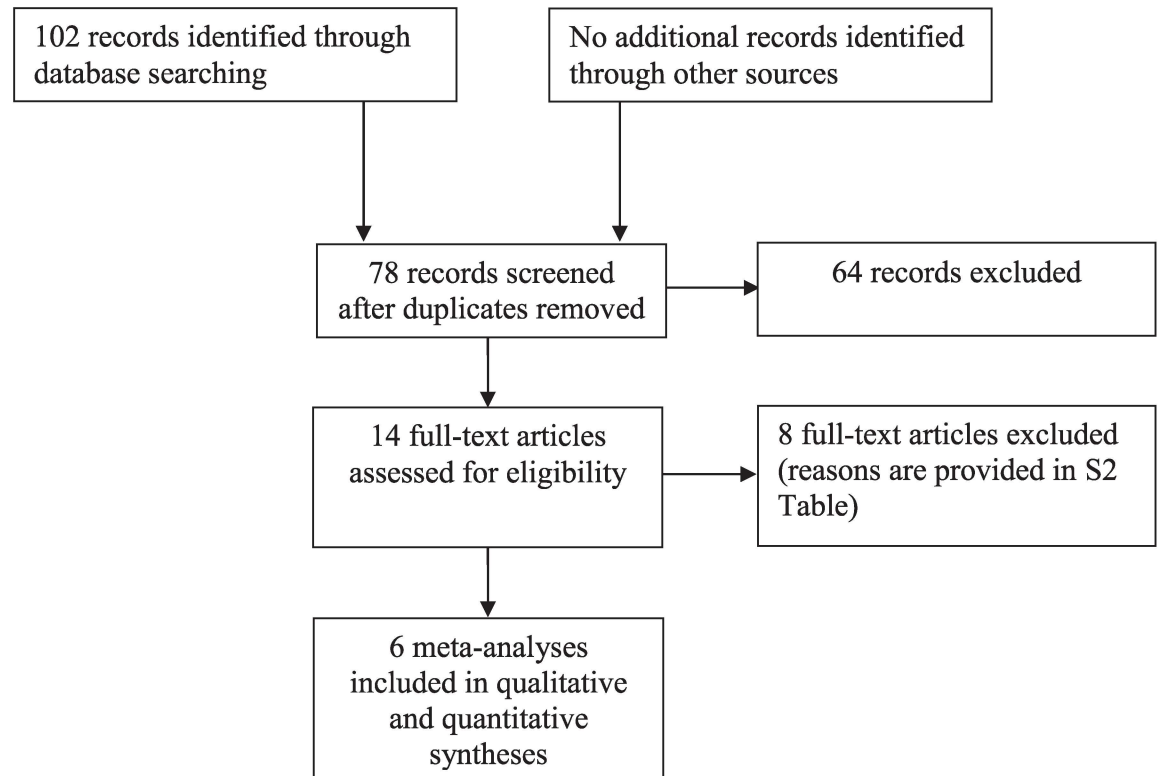 102 records identified through
database searching
No additional records identified
through other sources
78 records screened
after duplicates removed
64 records excluded
14 full-text articles
assessed for eligibility
8 full-text articles excluded
(reasons are provided in S2
Table)
6 meta-analyses
included in qualitative
and quantitative
syntheses